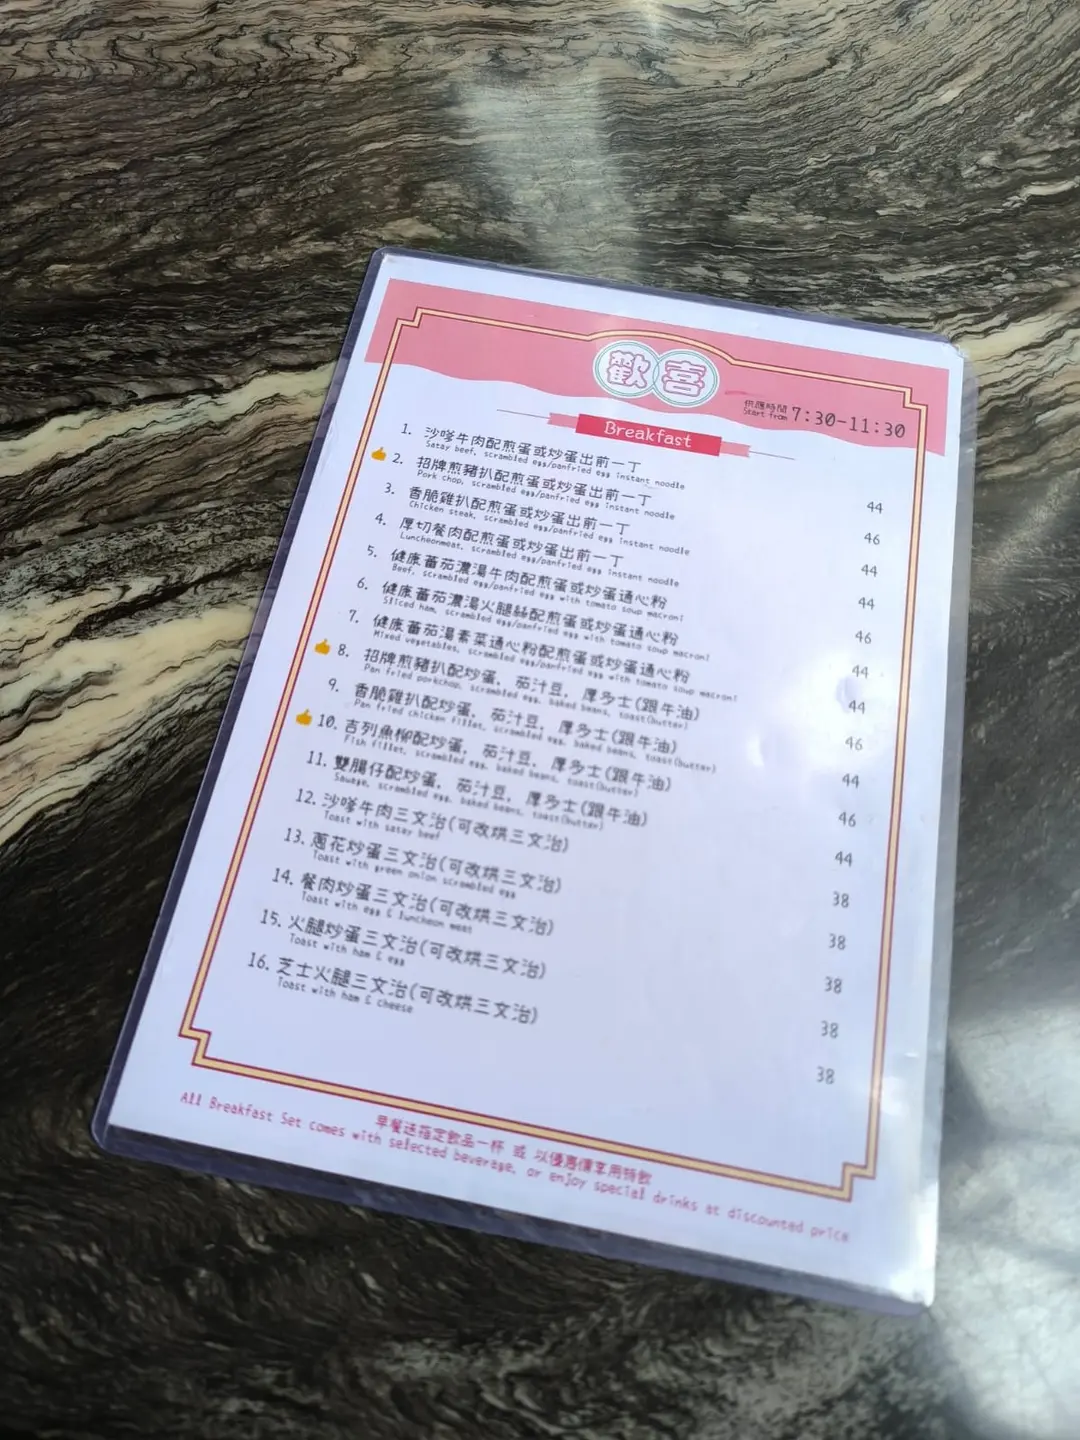 歡喜
供應時間
Start from 7:30-11:30
Breakfast
1. 沙嗲牛肉配煎蛋或炒蛋出前一丁 44
Satay beef, scrambled egg/panfried egg instant noodle
2. 招牌煎豬扒配煎蛋或炒蛋出前一丁 46
Pork chop, scrambled egg/panfried egg instant noodle
3. 香脆雞扒配煎蛋或炒蛋出前一丁 44
Chicken steak, scrambled egg/panfried egg instant noodle
4. 厚切餐肉配煎蛋或炒蛋出前一丁 44
Luncheonmeat, scrambled egg/panfried egg instant noodle
5. 健康蕃茄濃湯牛肉配煎蛋或炒蛋通心粉 46
Beef, scrambled egg/panfried egg with tomato soup macroni
6. 健康蕃茄濃湯火腿絲配煎蛋或炒蛋通心粉 44
Sliced ham, scrambled egg/panfried egg with tomato soup macroni
7. 健康蕃茄湯素菜通心粉配煎蛋或炒蛋通心粉 44
Mixed vegetables, scrambled egg/panfried egg with tomato soup macroni
8. 招牌煎豬扒配炒蛋, 茄汁豆, 厚多士(跟牛油) 46
Pan fried porkchop, scrambled egg, baked beans, toast(butter)
9. 香脆雞扒配炒蛋, 茄汁豆, 厚多士(跟牛油) 44
Pan fried chicken fillet, scrambled egg, baked beans, toast(butter)
10. 吉列魚柳配炒蛋, 茄汁豆, 厚多士(跟牛油) 46
Fish fillet, scrambled egg, baked beans, toast(butter)
11. 雙腸仔配炒蛋, 茄汁豆, 厚多士(跟牛油) 44
Sauage, scrambled egg, baked beans, toast(butter)
12. 沙嗲牛肉三文治(可改烘三文治) 38
Toast with satay beef
13. 蔥花炒蛋三文治(可改烘三文治) 38
Toast with green onion scrambled egg
14. 餐肉炒蛋三文治(可改烘三文治) 38
Toast with egg & luncheon meat
15. 火腿炒蛋三文治(可改烘三文治) 38
Toast with ham & egg
16. 芝士火腿三文治(可改烘三文治) 38
Toast with ham & cheese
早餐送指定飲品一杯 或 以優惠價享用特飲
All Breakfast Set comes with selected beverage, or enjoy special drinks at discounted price